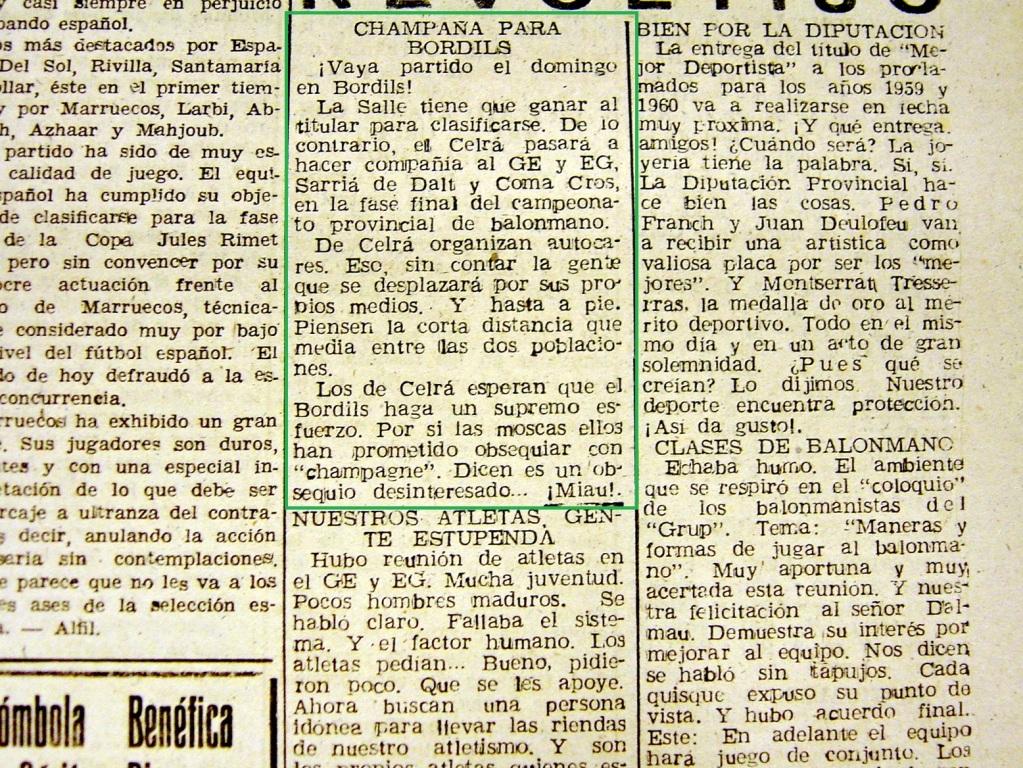 y casi siempre en perjuicio
bando español.
s más destacados por Espa-
Del Sol, Rivilla, Santamaría
ollar, éste en el primer tiem-
y por Marruecos, Larbi, Ab-
h, Azhaar y Mahjoub.
partido ha sido de muy es-
calidad de juego. El equi-
spañol ha cumplido su obje-
de clasificarse para la fase
de la Copa Jules Rimet
pero sin convencer por su
cre actuación frente al
o de Marruecos, técnica-
e considerado muy por bajo
ivel del fútbol español. El
do de hoy defraudó a la es-
concurrencia.
rruecos ha exhibido un gran
. Sus jugadores son duros,
tes y con una especial in-
etación de lo que debe ser
rcaje a ultranza del contra-
s decir, anulando la acción
saria sin contemplaciones.
e parece que no les va a los
s ases de la selección es-
a. — Alfil.
ómbola Benéfica
CHAMPAÑA PARA
BORDILS
¡Vaya partido el domingo
en Bordils!
La Salle tiene que ganar al
titular para clasificarse. De lo
contrario, el Celrá pasará a
hacer compañía al GE y EG,
Sarriá de Dalt y Coma Cros,
en la fase final del campeona-
to provincial de balonmano.
De Celrá organizan autoca-
res. Eso, sin contar la gente
que se desplazará por sus pro-
pios medios. Y hasta a pie.
Piensen la corta distancia que
media entre las dos poblacio-
nes.
Los de Celrá esperan que el
Bordils haga un supremo es-
fuerzo. Por si las moscas ellos
han prometido obsequiar con
"champagne". Dicen es un ob-
sequio desinteresado... ¡Miau!.
NUESTROS ATLETAS, GEN-
TE ESTUPENDA
Hubo reunión de atletas en
el GE y EG. Mucha juventud.
Pocos hombres maduros. Se
habló claro. Fallaba el siste-
ma. Y el factor humano. Los
atletas pedían... Bueno, pidie-
ron poco. Que se les apoye.
Ahora buscan una persona
idónea para llevar las riendas
de nuestro atletismo. Y son
los propios atletas quienes es-
BIEN POR LA DIPUTACION
La entrega del título de "Me-
jor Deportista" a los procla-
mados para los años 1959 y
1960 va a realizarse en fecha
muy próxima. ¡Y qué entrega,
amigos! ¿Cuándo será? La jo-
yería tiene la palabra. Sí, sí.
La Diputación Provincial ha-
ce bien las cosas. Pedro
Franch y Juan Deulofeu van
a recibir una artística como
valiosa placa por ser los "me-
jores". Y Montserrat Tresse-
rras, la medalla de oro al mé-
rito deportivo. Todo en el mis-
mo día y en un acto de gran
solemnidad. ¿Pues qué se
creían? Lo dijimos. Nuestro
deporte encuentra protección.
¡Así da gusto!.
CLASES DE BALONMANO
Echaba humo. El ambiente
que se respiró en el "coloquio"
de los balonmanistas del
"Grup". Tema: "Maneras y
formas de jugar al balonma-
no". Muy aportuna y muy
acertada esta reunión. Y nues-
tra felicitación al señor Dal-
mau. Demuestra su interés por
mejorar al equipo. Nos dicen
se habló sin tapujos. Cada
quisque expuso su punto de
vista. Y hubo acuerdo final.
Este: En adelante el equipo
hará juego de conjunto. Los